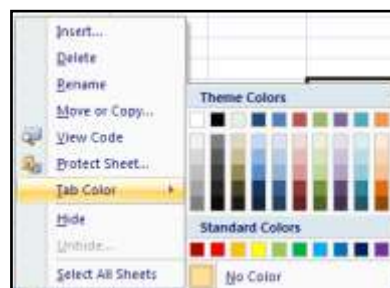 Insert...
Delete
Rename
Move or Copy...
View Code
Protect Sheet...
Tab Color
Hide
Unhide...
Select All Sheets
Theme Colors
Standard Colors
No Color